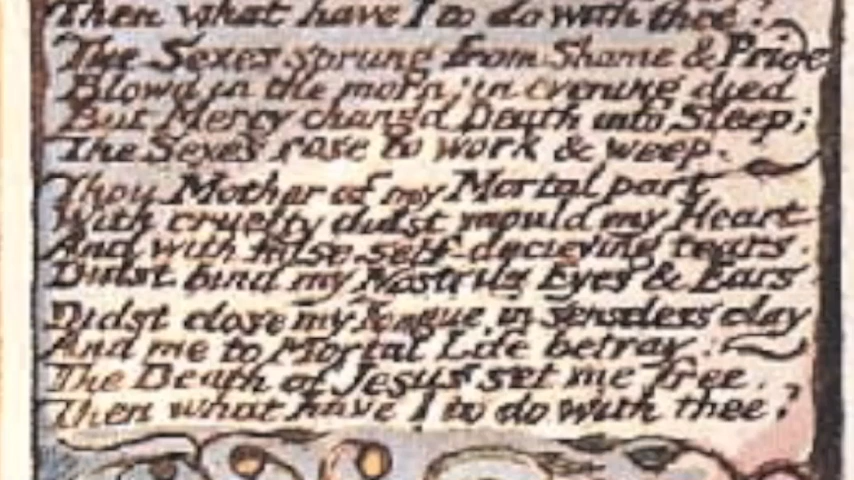 Then what have I to do with thee?
The Sexes sprung from Shame & Pride
Blowd in the morn; in evening died
But Mercy changd Death into Sleep;
The Sexes rose to work & weep.
Thou Mother of my Mortal part
With cruelty didst mould my Heart
And with false self-decieving tears.
Didst bind my Nostrils Eyes & Ears
Didst close my Tongue in senseless clay
And me to Mortal Life betray:
The Death of Jesus set me free.
Then what have I to do with thee?